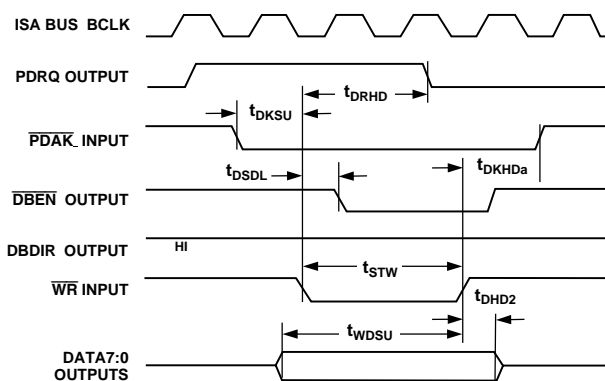 ISA BUS BCLK
PDRQ OUTPUT
tDRHD
tDKSU
PDAK INPUT
tDSDL
tDKHDa
DBEN OUTPUT
DBDIR OUTPUT
HI
tSTW
WR INPUT
tDHD2
tWDSU
DATA7:0
OUTPUTS